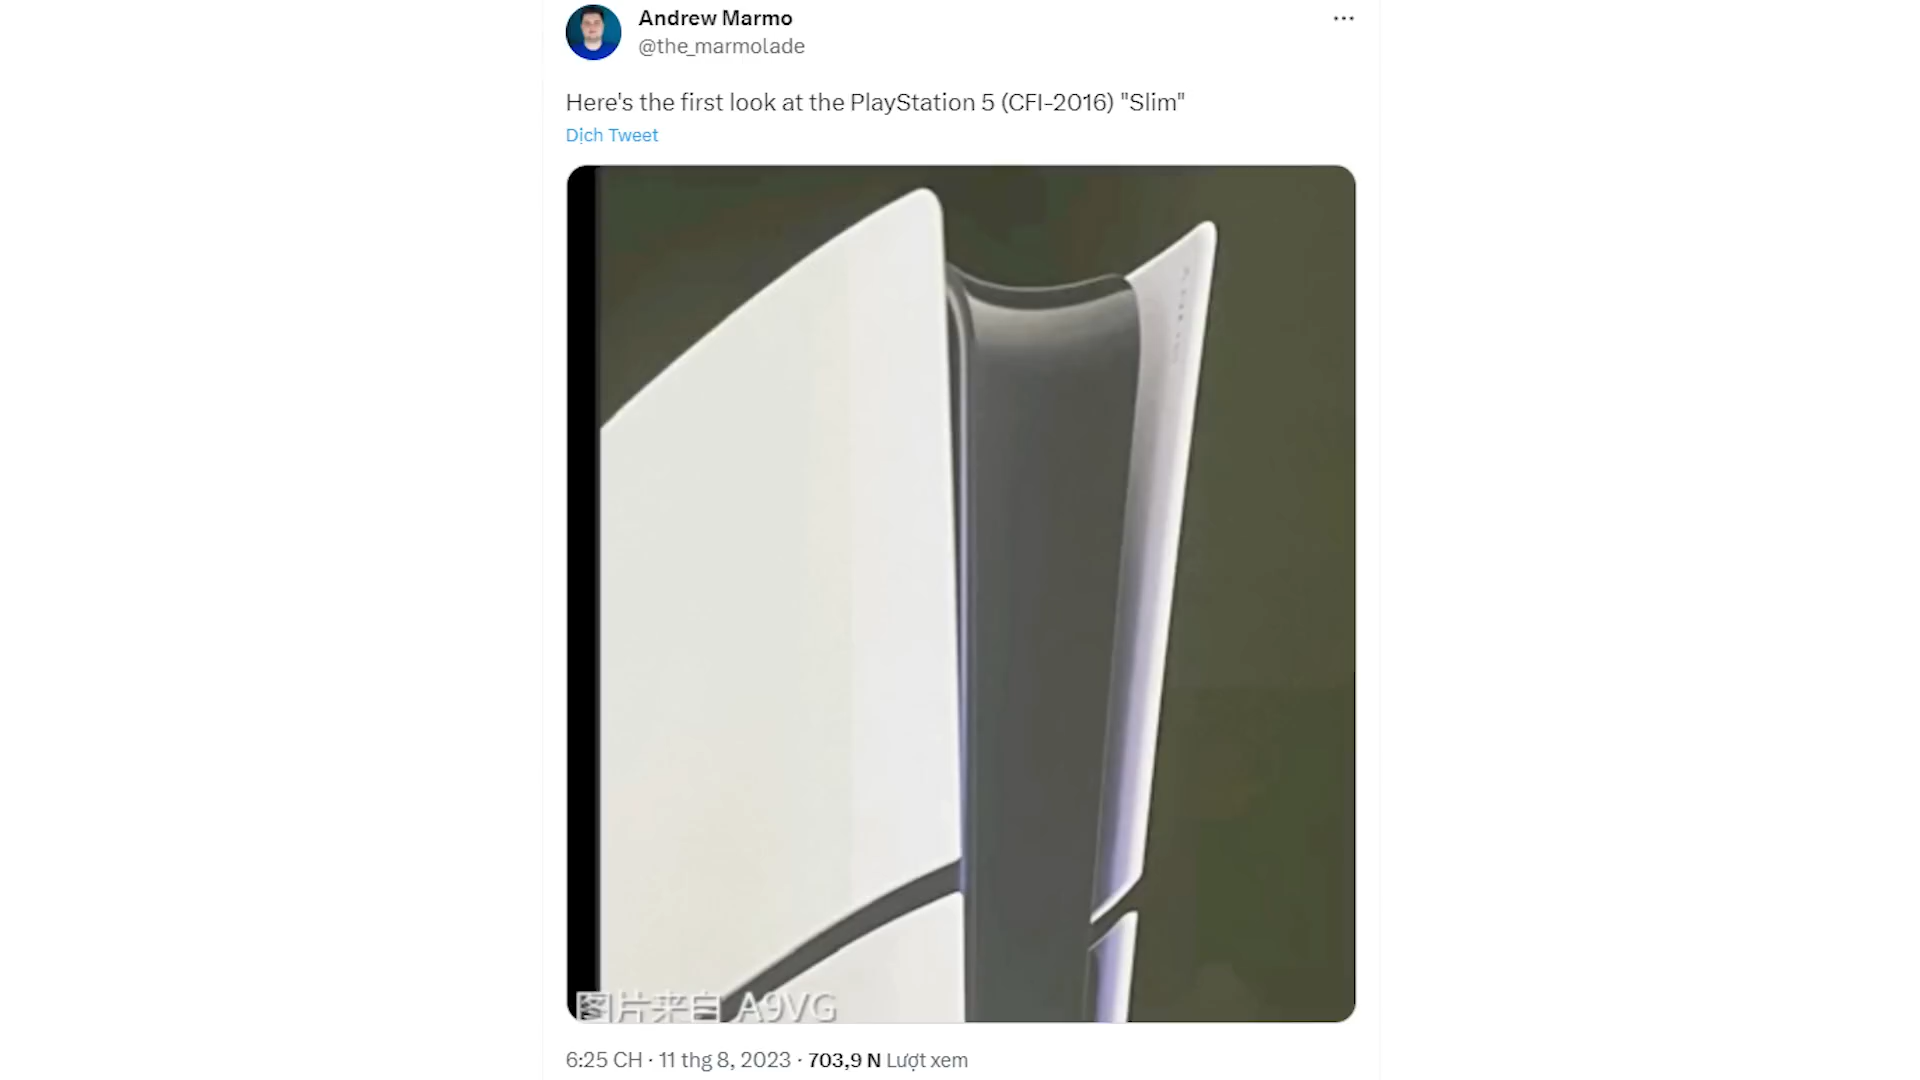 Andrew Marmo
@the_marmolade
Here's the first look at the PlayStation 5 (CFI-2016) "Slim"
Dịch Tweet
图片来自 A9VG
6:25 CH · 11 thg 8, 2023 · 703,9 N Lượt xem